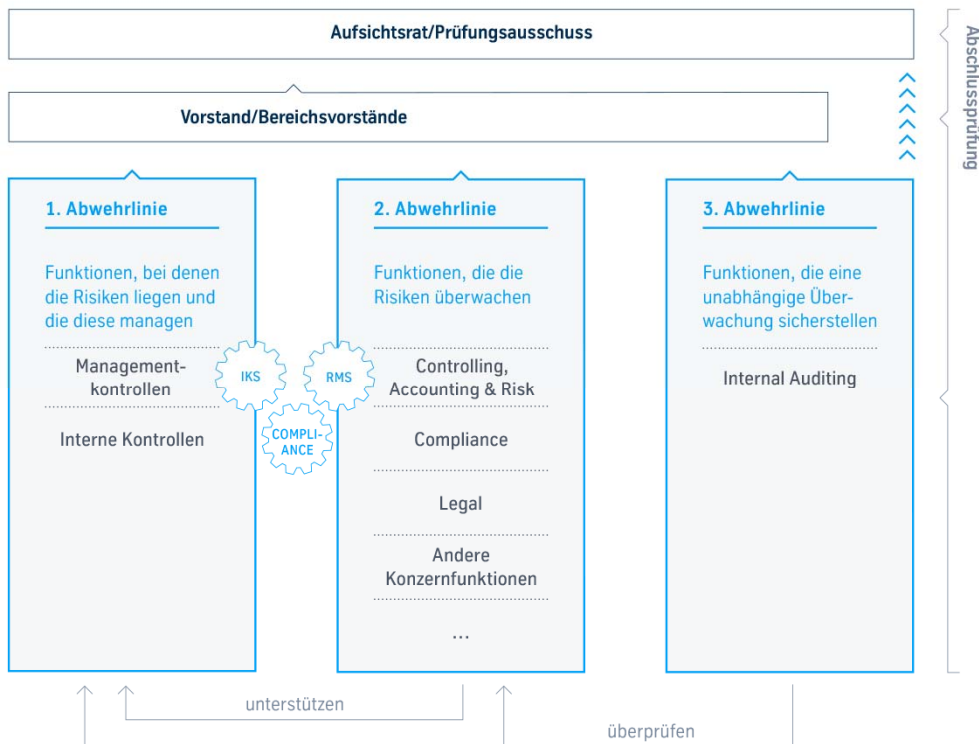 Aufsichtsrat/Prüfungsausschuss
Vorstand/Bereichsvorstände
Abschlussprüfung
1. Abwehrlinie
Funktionen, bei denen
die Risiken liegen und
die diese managen
Management-
kontrollen
Interne Kontrollen
IKS
RMS
COMPLI-
ANCE
2. Abwehrlinie
Funktionen, die die
Risiken überwachen
Controlling,
Accounting & Risk
Compliance
Legal
Andere
Konzernfunktionen
...
3. Abwehrlinie
Funktionen, die eine
unabhängige Über-
wachung sicherstellen
Internal Auditing
unterstützen
überprüfen